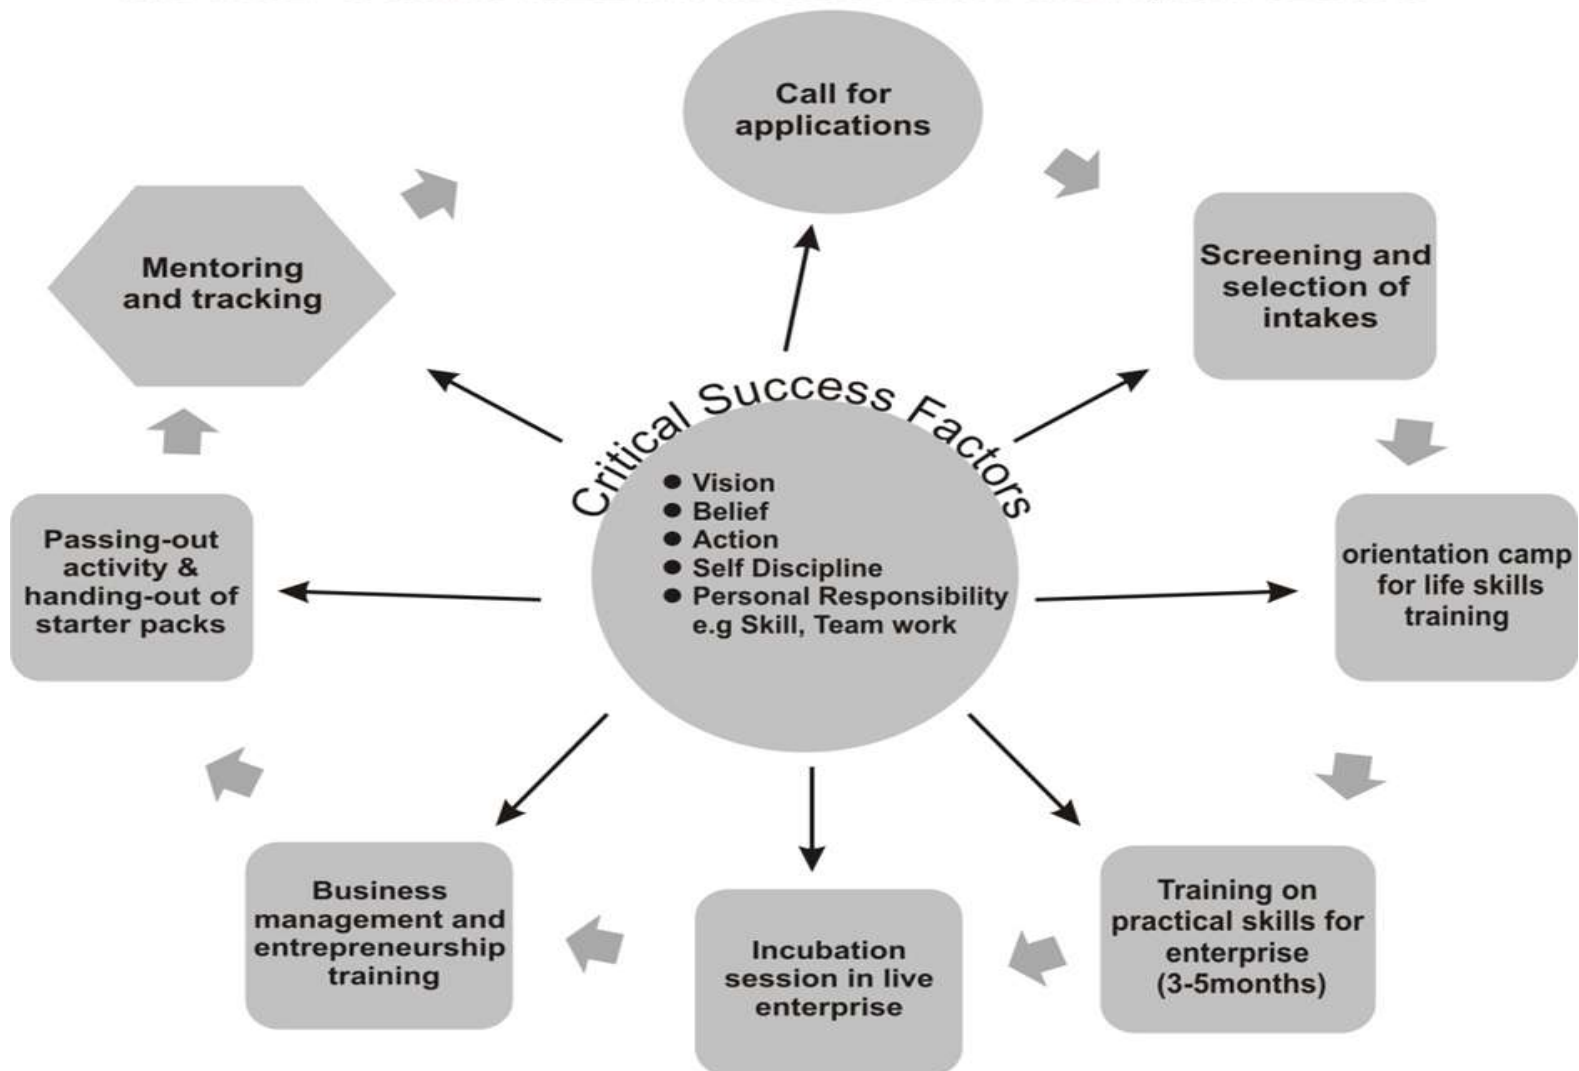 Call for
applications
Screening and
selection of
intakes
orientation camp
for life skills
training
Training on
practical skills for
enterprise
(3-5months)
Incubation
session in live
enterprise
Business
management and
entrepreneurship
training
Passing-out
activity &
handing-out of
starter packs
Mentoring
and tracking
Critical Success Factors
● Vision
● Belief
● Action
● Self Discipline
● Personal Responsibility
e.g Skill, Team work